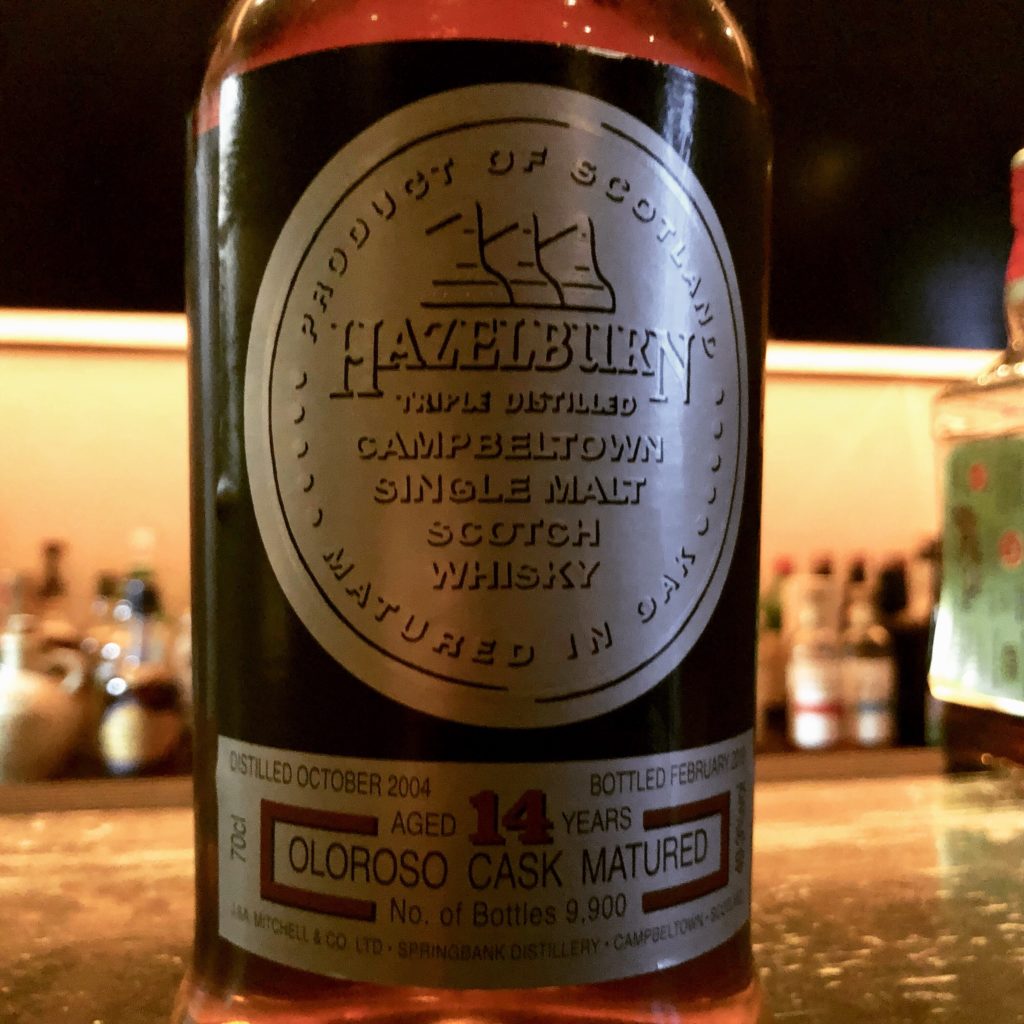 PRODUCT OF SCOTLAND
HAZELBURN
TRIPLE DISTILLED
CAMPBELTOWN
SINGLE MALT
SCOTCH
WHISKY
MATURED IN OAK
DISTILLED OCTOBER 2004
BOTTLED FEBRUARY
AGED 14 YEARS
OLOROSO CASK MATURED
No. of Bottles 9,900
70cl
J&A MITCHELL & CO. LTD · SPRINGBANK DISTILLERY · CAMPBELTOWN ·